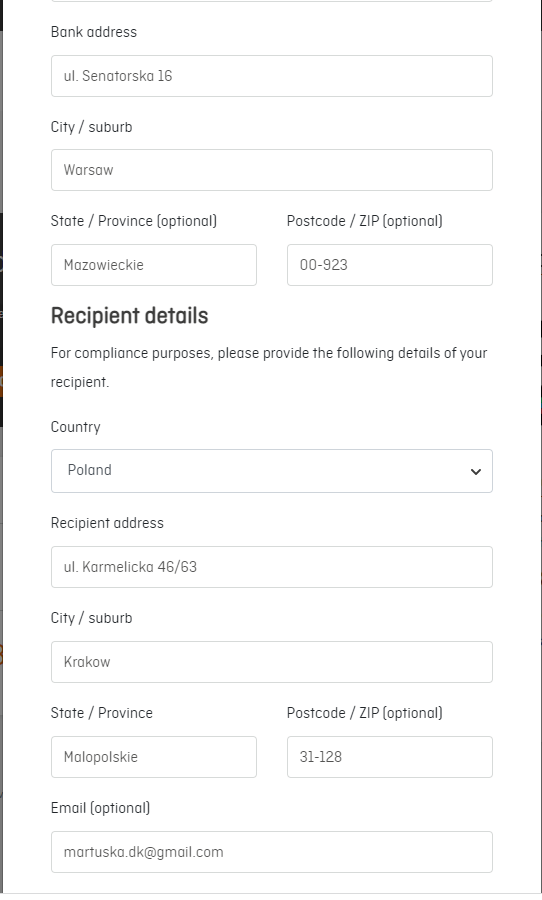 Bank address
ul. Senatorska 16
City / suburb
Warsaw
State / Province (optional)
Postcode / ZIP (optional)
Mazowieckie
00-923
Recipient details
For compliance purposes, please provide the following details of your
recipient.
Country
Poland
Recipient address
ul. Karmelicka 46/63
City / suburb
Krakow
State / Province
Postcode / ZIP (optional)
Malopolskie
31-128
Email (optional)
martuska.dk@gmail.com